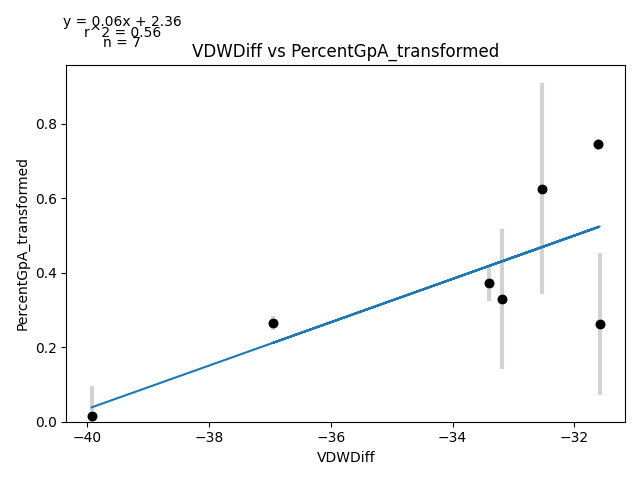 y = 0.06x + 2.36
r^2 = 0.56
n = 7
VDWDiff vs PercentGpA_transformed
PercentGpA_transformed
0.8
0.6
0.4
0.2
0.0
−40
−38
−36
−34
−32
VDWDiff